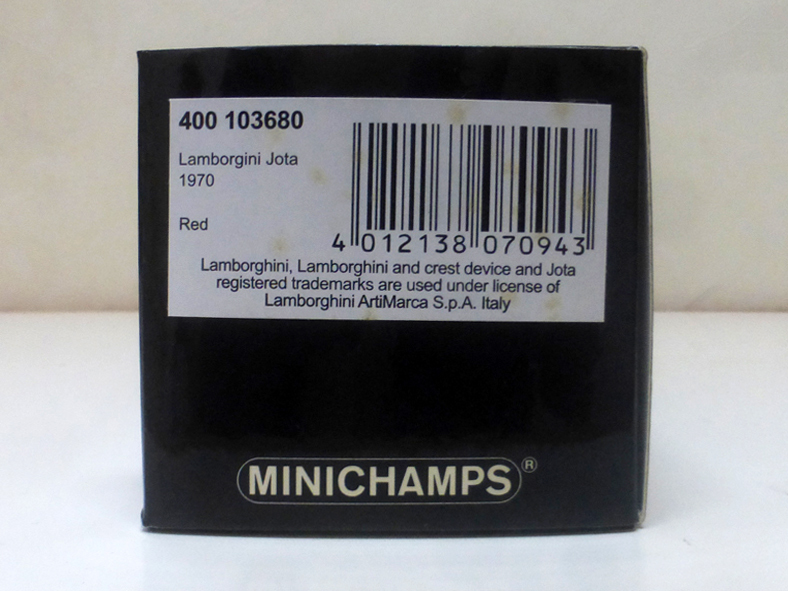 400 103680
Lamborgini Jota
1970
Red
4 012138 070943
Lamborghini, Lamborghini and crest device and Jota
registered trademarks are used under license of
Lamborghini ArtiMarca S.p.A. Italy
MINICHAMPS®